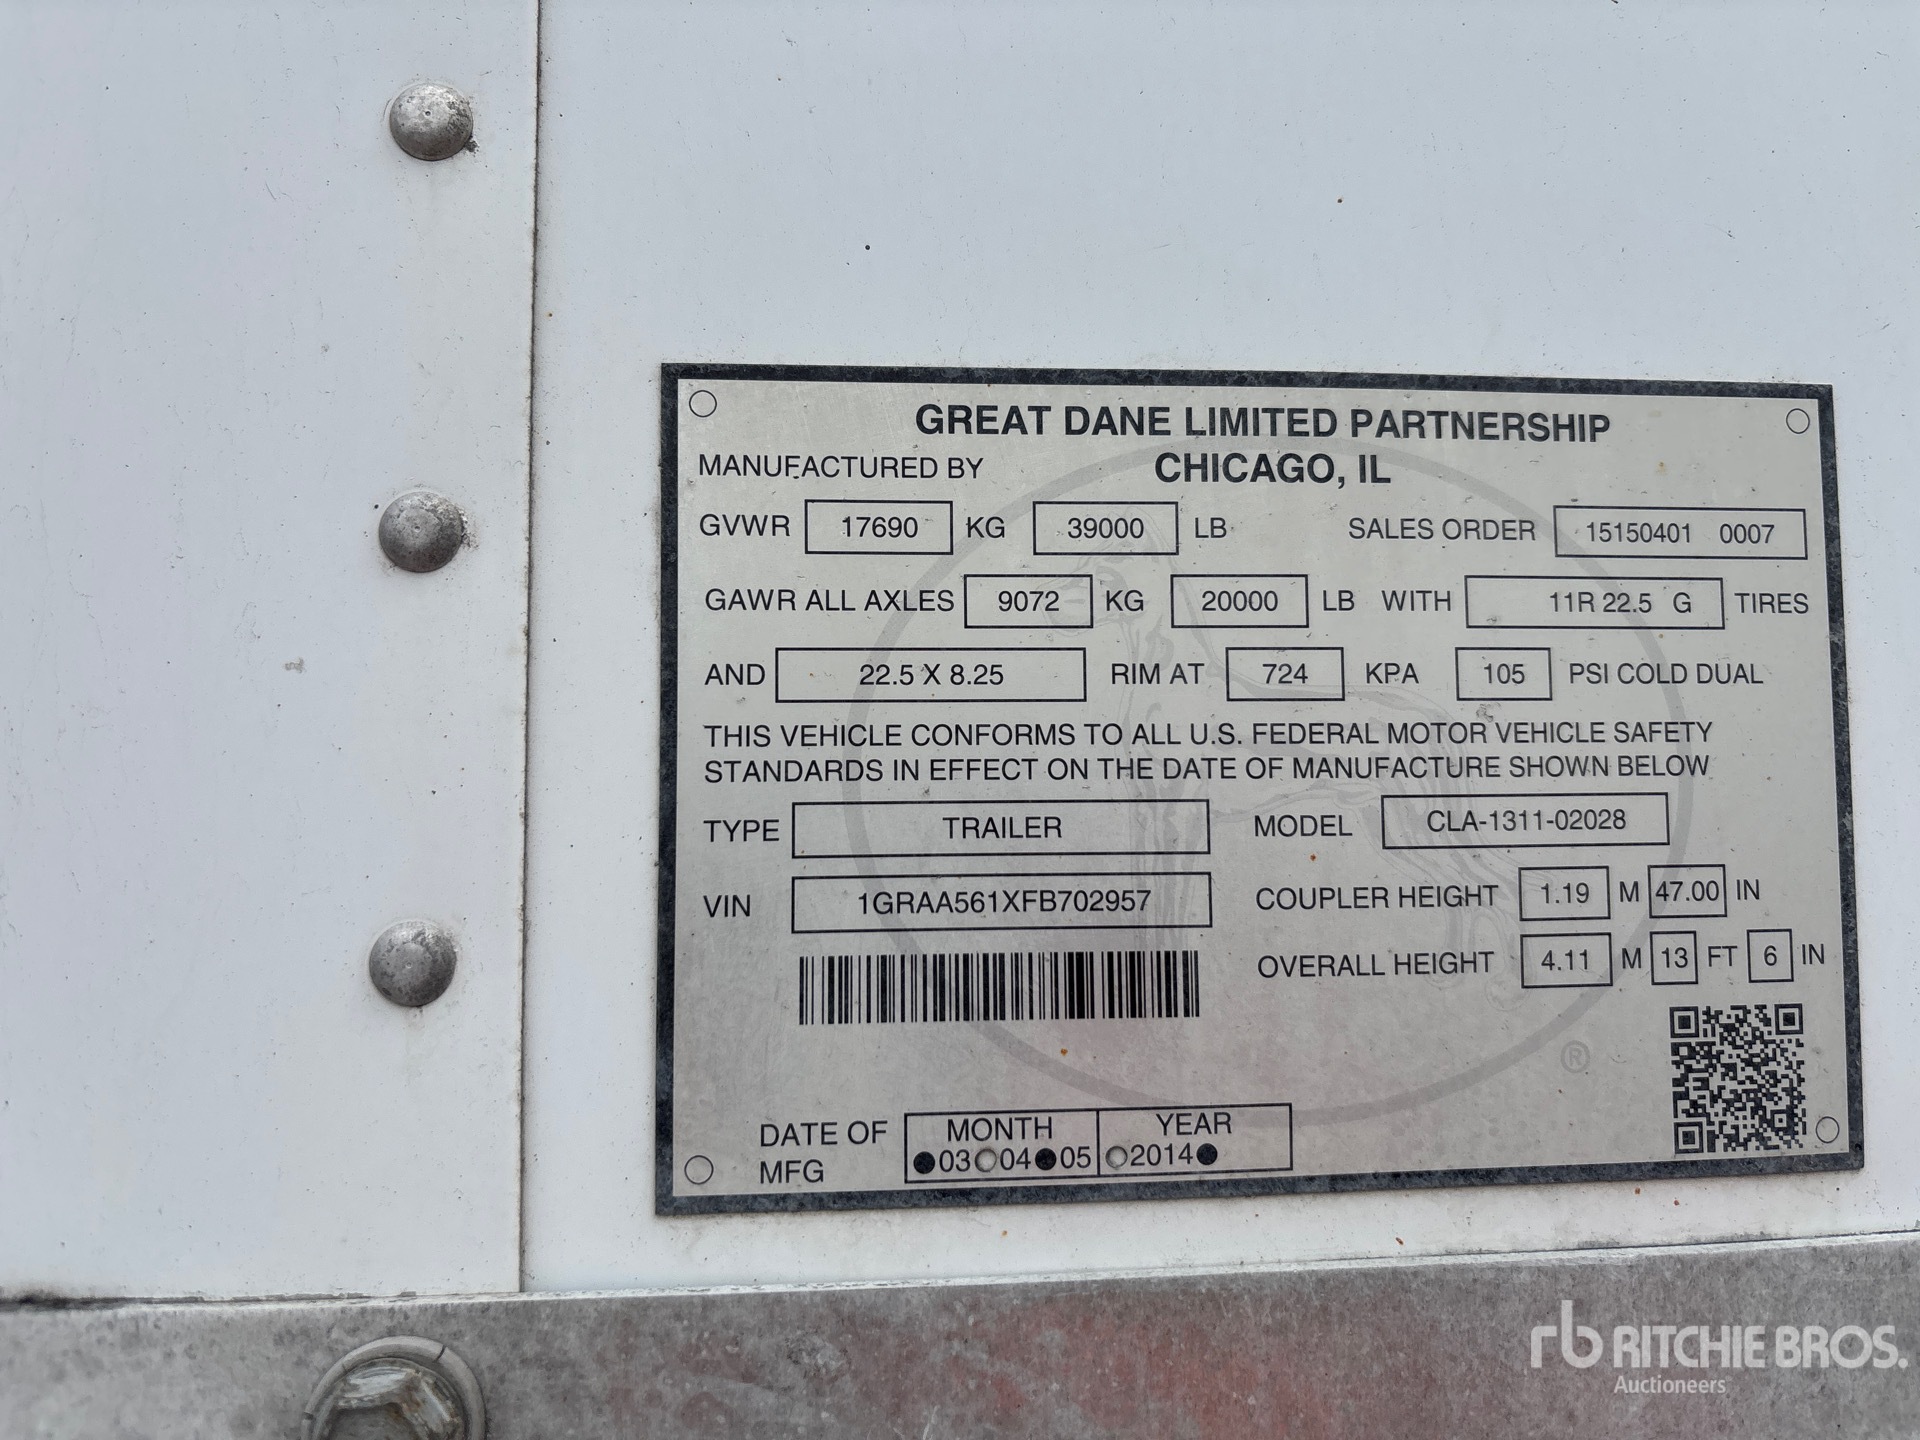 GREAT DANE LIMITED PARTNERSHIP
MANUFACTURED BY CHICAGO, IL
GVWR 17690 KG 39000 LB SALES ORDER 15150401 0007
GAWR ALL AXLES 9072 KG 20000 LB WITH 11R 22.5 G TIRES
AND 22.5 X 8.25 RIM AT 724 KPA 105 PSI COLD DUAL
THIS VEHICLE CONFORMS TO ALL U.S. FEDERAL MOTOR VEHICLE SAFETY
STANDARDS IN EFFECT ON THE DATE OF MANUFACTURE SHOWN BELOW
TYPE TRAILER MODEL CLA-1311-02028
VIN 1GRAA561XFB702957 COUPLER HEIGHT 1.19 M 47.00 IN
OVERALL HEIGHT 4.11 M 13 FT 6 IN
®
DATE OF MFG MONTH YEAR
03 04 05 2014
rb RITCHIE BROS.
Auctioneers